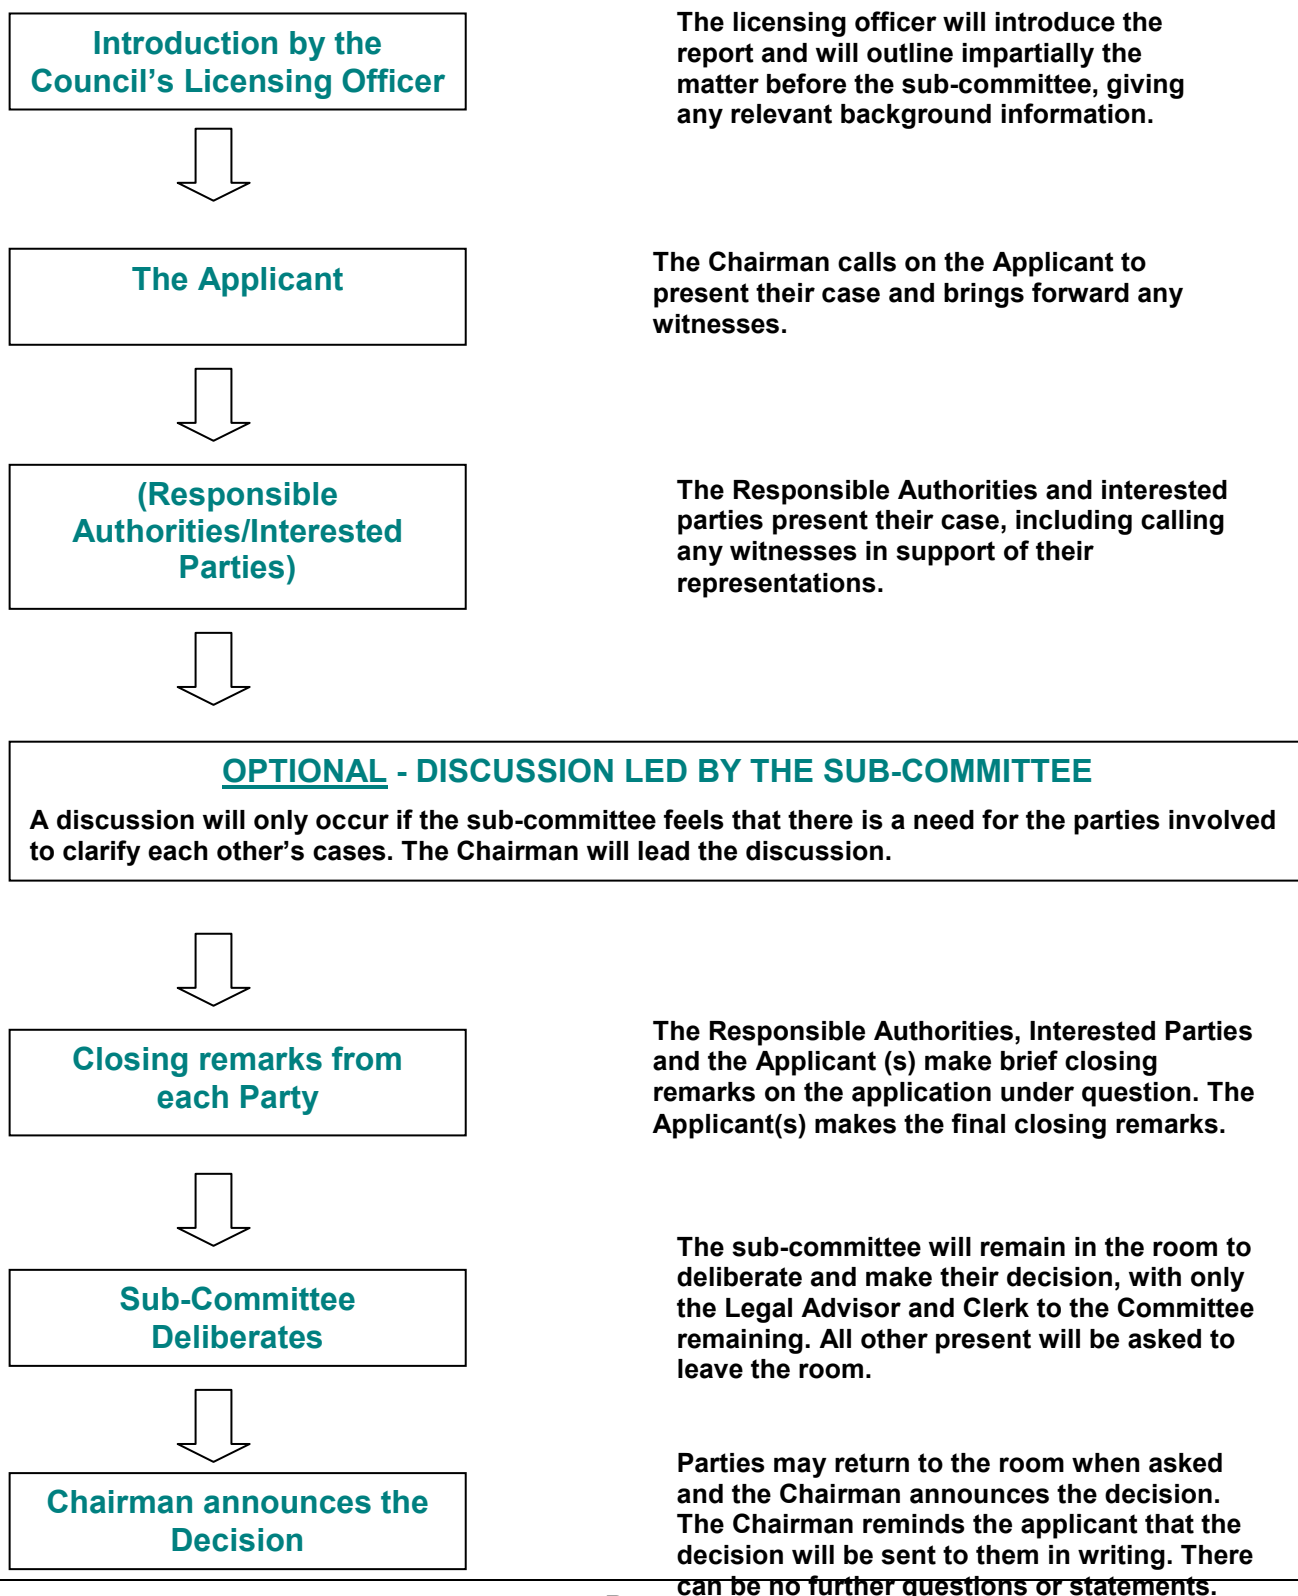 Introduction by the
Council’s Licensing Officer
The licensing officer will introduce the
report and will outline impartially the
matter before the sub-committee, giving
any relevant background information.
The Applicant
The Chairman calls on the Applicant to
present their case and brings forward any
witnesses.
(Responsible
Authorities/Interested
Parties)
The Responsible Authorities and interested
parties present their case, including calling
any witnesses in support of their
representations.
OPTIONAL - DISCUSSION LED BY THE SUB-COMMITTEE
A discussion will only occur if the sub-committee feels that there is a need for the parties involved
to clarify each other’s cases. The Chairman will lead the discussion.
Closing remarks from
each Party
The Responsible Authorities, Interested Parties
and the Applicant (s) make brief closing
remarks on the application under question. The
Applicant(s) makes the final closing remarks.
Sub-Committee
Deliberates
The sub-committee will remain in the room to
deliberate and make their decision, with only
the Legal Advisor and Clerk to the Committee
remaining. All other present will be asked to
leave the room.
Chairman announces the
Decision
Parties may return to the room when asked
and the Chairman announces the decision.
The Chairman reminds the applicant that the
decision will be sent to them in writing. There
can be no further questions or statements.